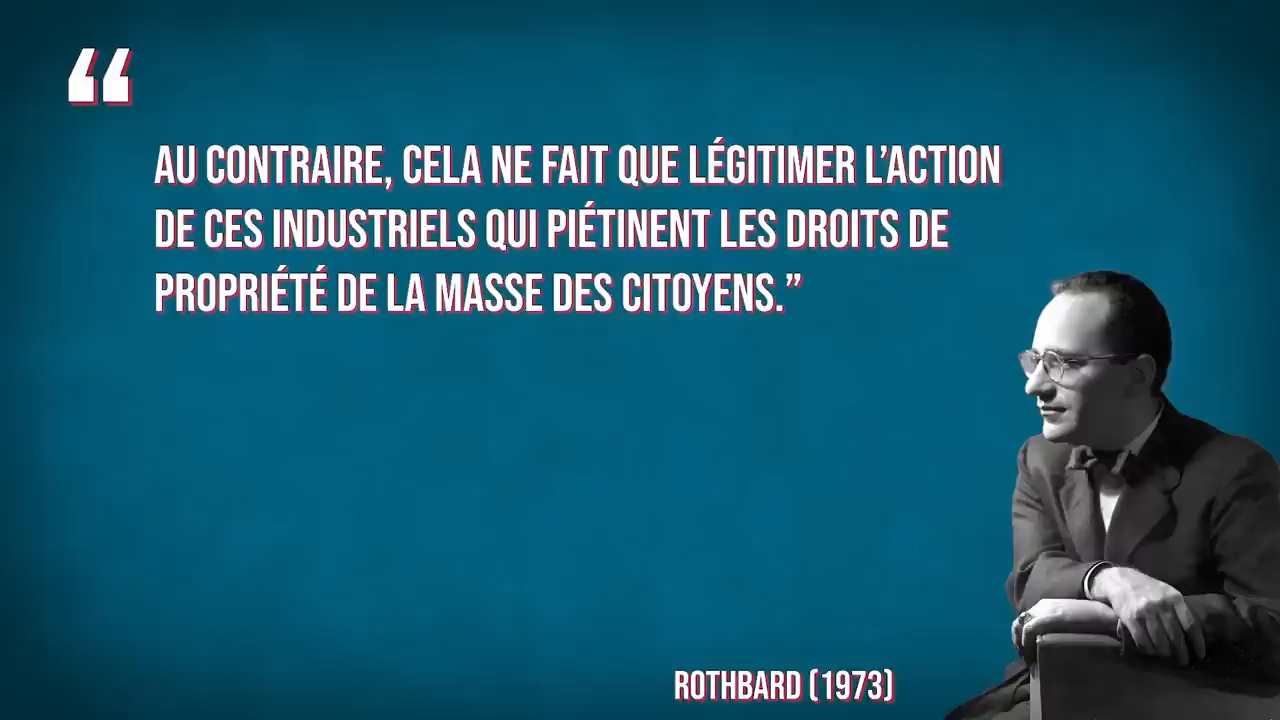 “
AU CONTRAIRE, CELA NE FAIT QUE LÉGITIMER L’ACTION
DE CES INDUSTRIELS QUI PIÉTINENT LES DROITS DE
PROPRIÉTÉ DE LA MASSE DES CITOYENS.”
ROTHBARD (1973)